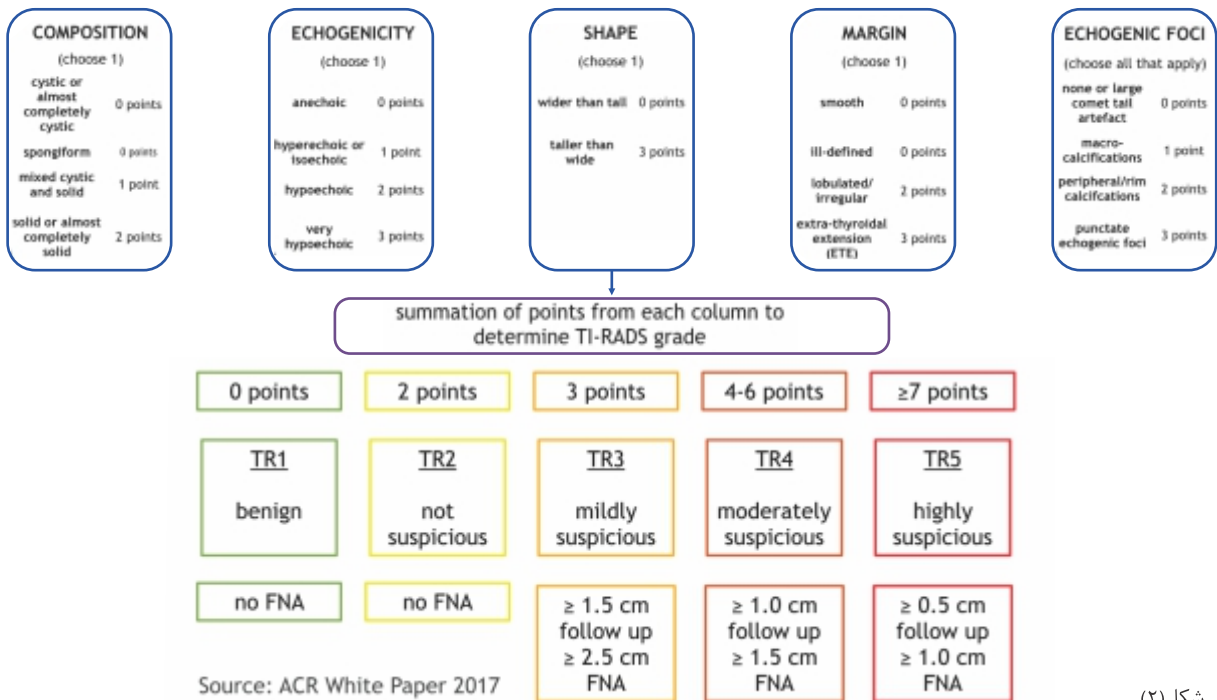 COMPOSITION
(choose 1)
cystic or
almost
completely
cystic
0 points
spongiform
0 points
mixed cystic
and solid
1 point
solid or almost
completely
solid
2 points
ECHOGENICITY
(choose 1)
anechoic
0 points
hyperechoic or
isoechoic
1 point
hypoechoic
2 points
very
hypoechoic
3 points
SHAPE
(choose 1)
wider than tall
0 points
taller than
wide
3 points
MARGIN
(choose 1)
smooth
0 points
ill-defined
0 points
lobulated/
irregular
2 points
extra-thyroidal
extension
(ETE)
3 points
ECHOGENIC FOCI
(choose all that apply)
none or large
comet tail
artefact
0 points
macro-
calcifications
1 point
peripheral/rim
calcifcations
2 points
punctate
echogenic foci
3 points
summation of points from each column to
determine TI-RADS grade
0 points
2 points
3 points
4-6 points
≥7 points
TR1
benign
TR2
not
suspicious
TR3
mildly
suspicious
TR4
moderately
suspicious
TR5
highly
suspicious
no FNA
no FNA
≥ 1.5 cm
follow up
≥ 2.5 cm
FNA
≥ 1.0 cm
follow up
≥ 1.5 cm
FNA
≥ 0.5 cm
follow up
≥ 1.0 cm
FNA
Source: ACR White Paper 2017
شکل (۲)